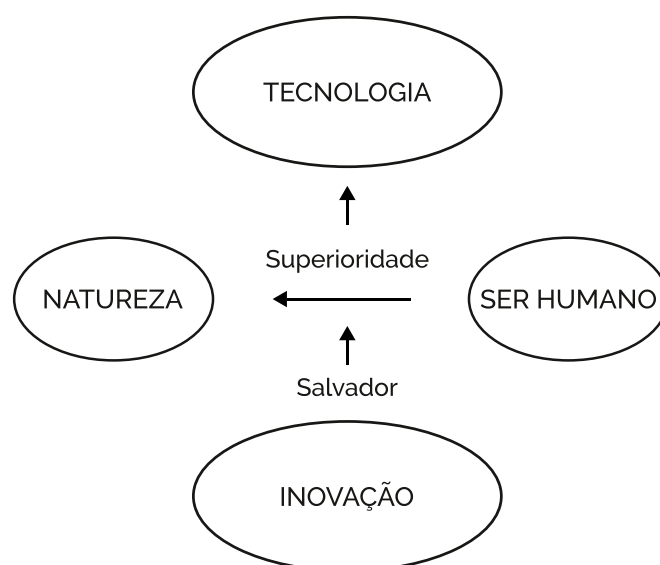 TECNOLOGIA
Superioridade
NATUREZA
SER HUMANO
Salvador
INOVAÇÃO